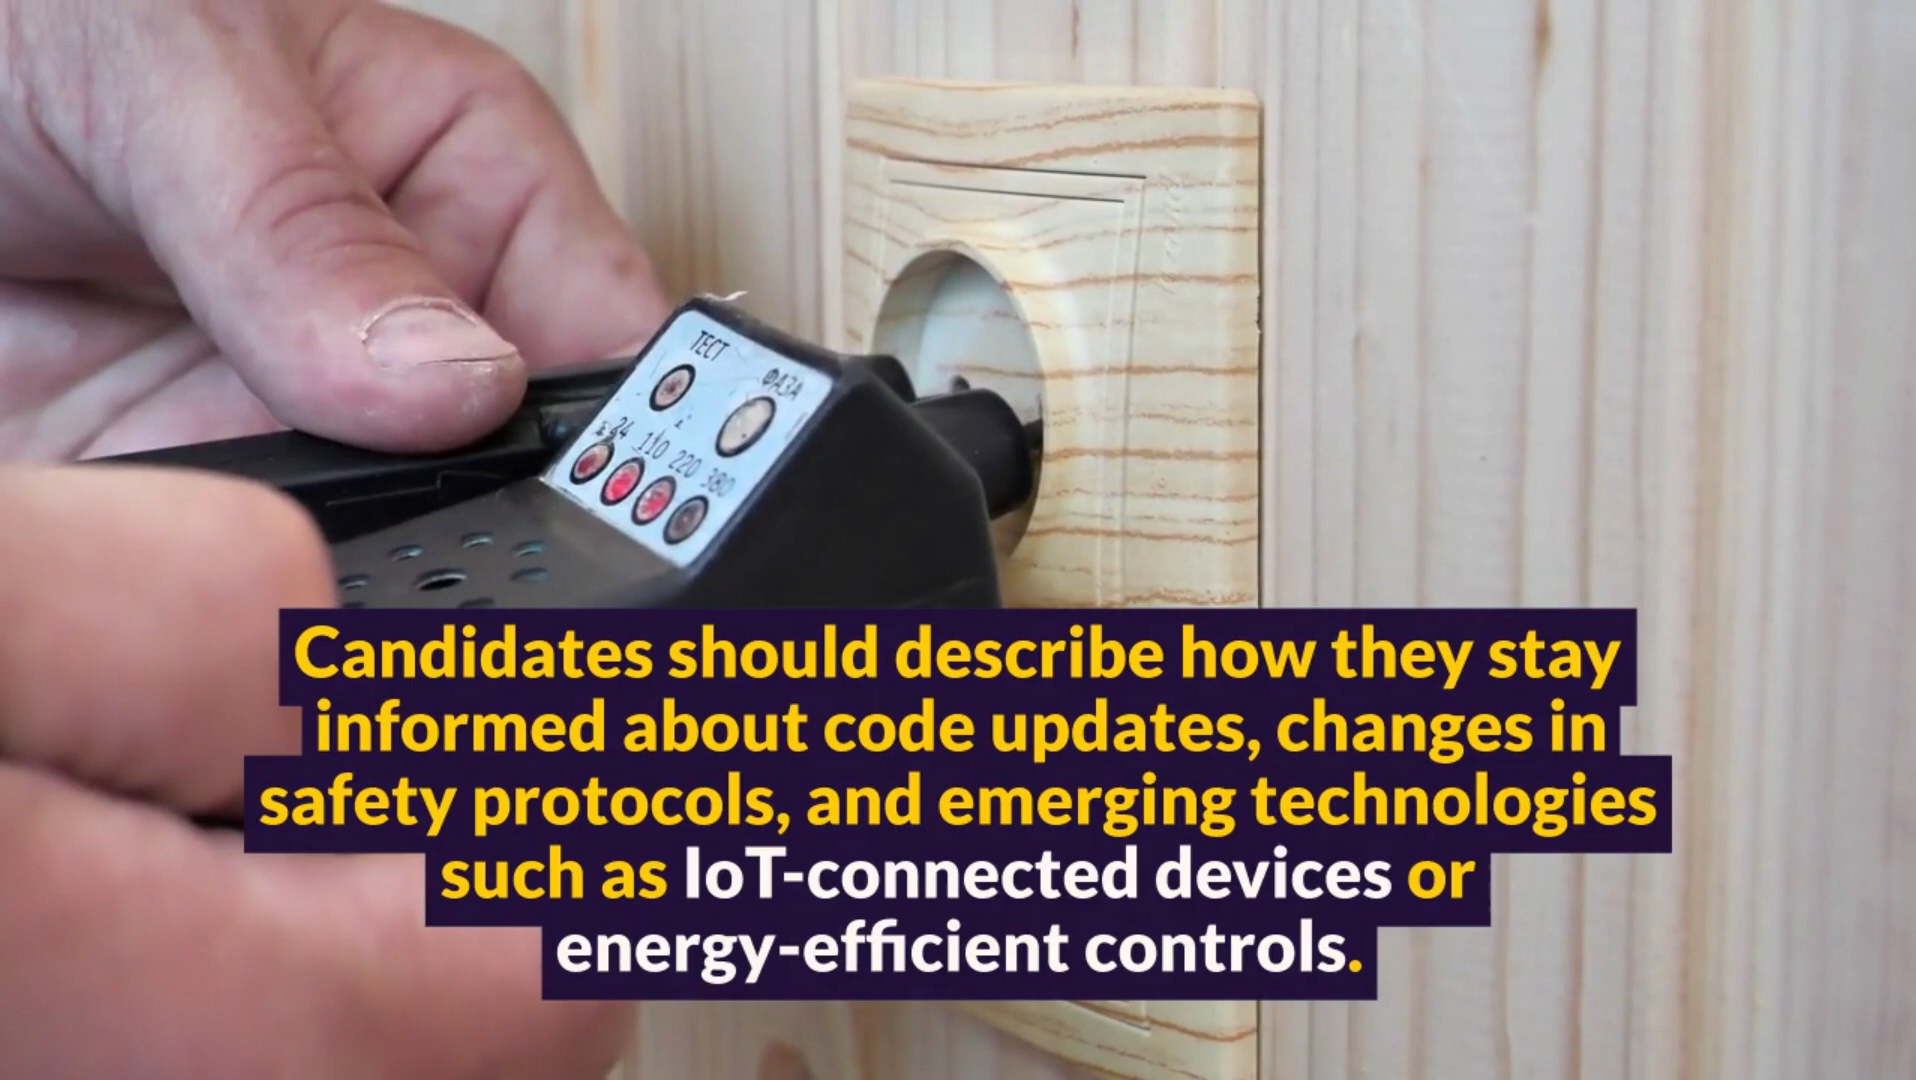 ТЕСТ
ФАЗА
24 110 220 380
Candidates should describe how they stay
informed about code updates, changes in
safety protocols, and emerging technologies
such as IoT-connected devices or
energy-efficient controls.